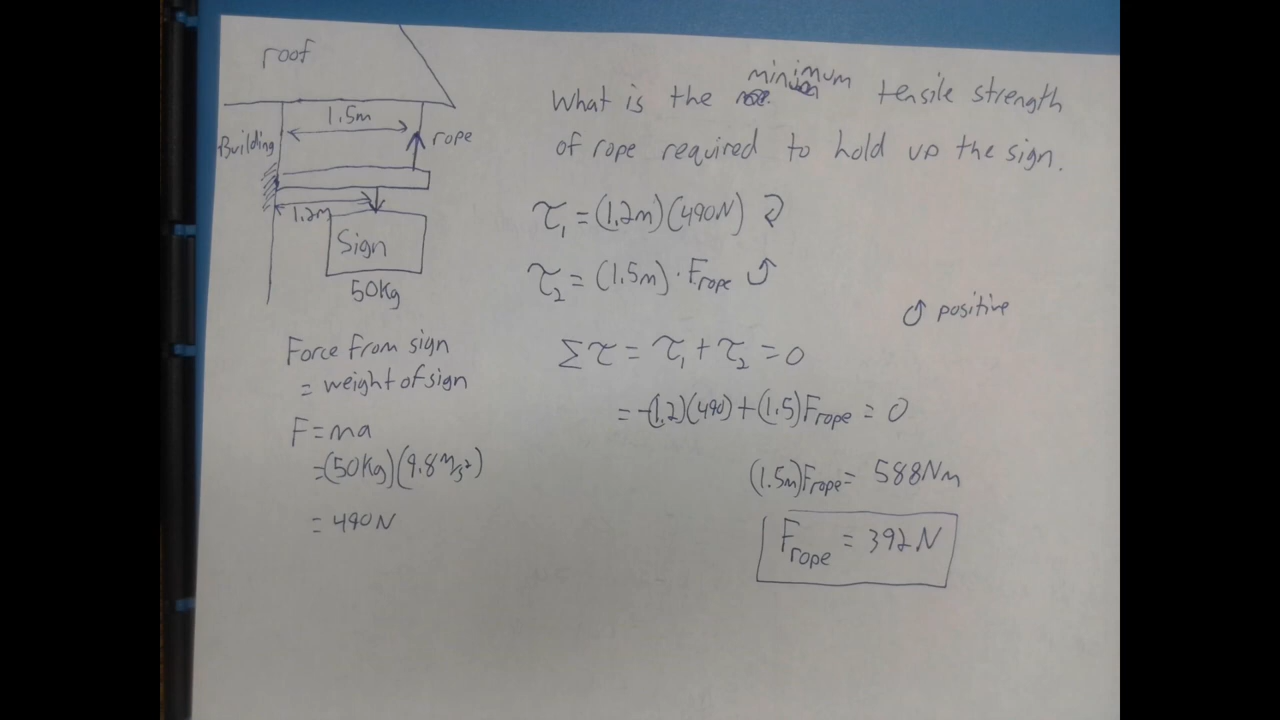 roof
1.5m
Building
rope
1.2m
Sign
50Kg
Force from sign
= weight of sign
F=ma
=(50Kg)(9.8 m/s²)
= 490N
minimum
What is the tensile strength
of rope required to hold up the sign.
τ₁ = (1.2m)(490N) ↻
τ₂ = (1.5m)·Frope ↺
↺ positive
Στ = τ₁ + τ₂ = 0
= -(1.2)(490)+(1.5)Frope = 0
(1.5m)Frope = 588Nm
Frope = 392N